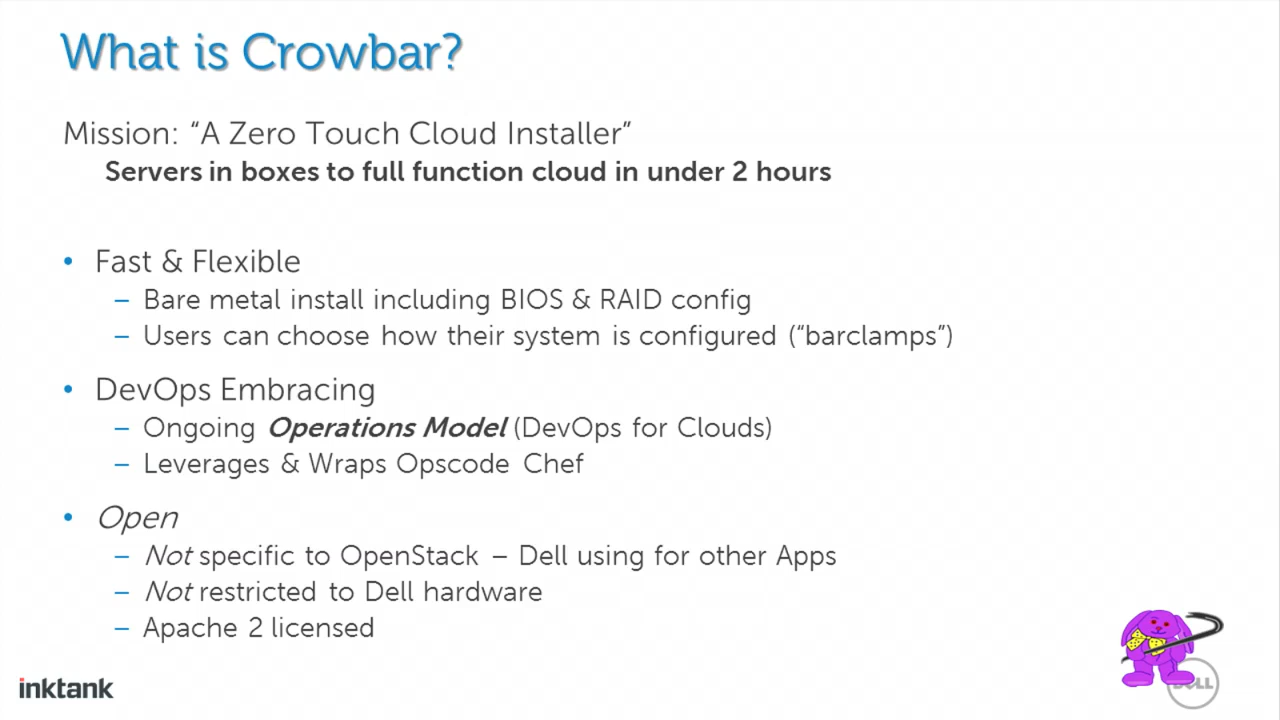 What is Crowbar?
Mission: “A Zero Touch Cloud Installer”
Servers in boxes to full function cloud in under 2 hours
• Fast & Flexible
– Bare metal install including BIOS & RAID config
– Users can choose how their system is configured (“barclamps”)
• DevOps Embracing
– Ongoing Operations Model (DevOps for Clouds)
– Leverages & Wraps Opscode Chef
• Open
– Not specific to OpenStack – Dell using for other Apps
– Not restricted to Dell hardware
– Apache 2 licensed
inktank
DELL